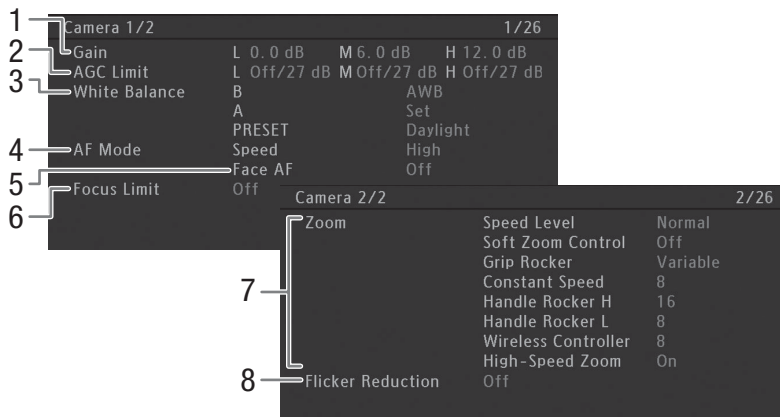 Camera 1/2 1/26
1 Gain L 0.0 dB M 6.0 dB H 12.0 dB
2 AGC Limit L Off/27 dB M Off/27 dB H Off/27 dB
3 White Balance B AWB
A Set
PRESET Daylight
4 AF Mode Speed High
5 Face AF Off
6 Focus Limit Off
Camera 2/2 2/26
7 Zoom Speed Level Normal
Soft Zoom Control Off
Grip Rocker Variable
Constant Speed 8
Handle Rocker H 16
Handle Rocker L 8
Wireless Controller 8
High-Speed Zoom On
8 Flicker Reduction Off